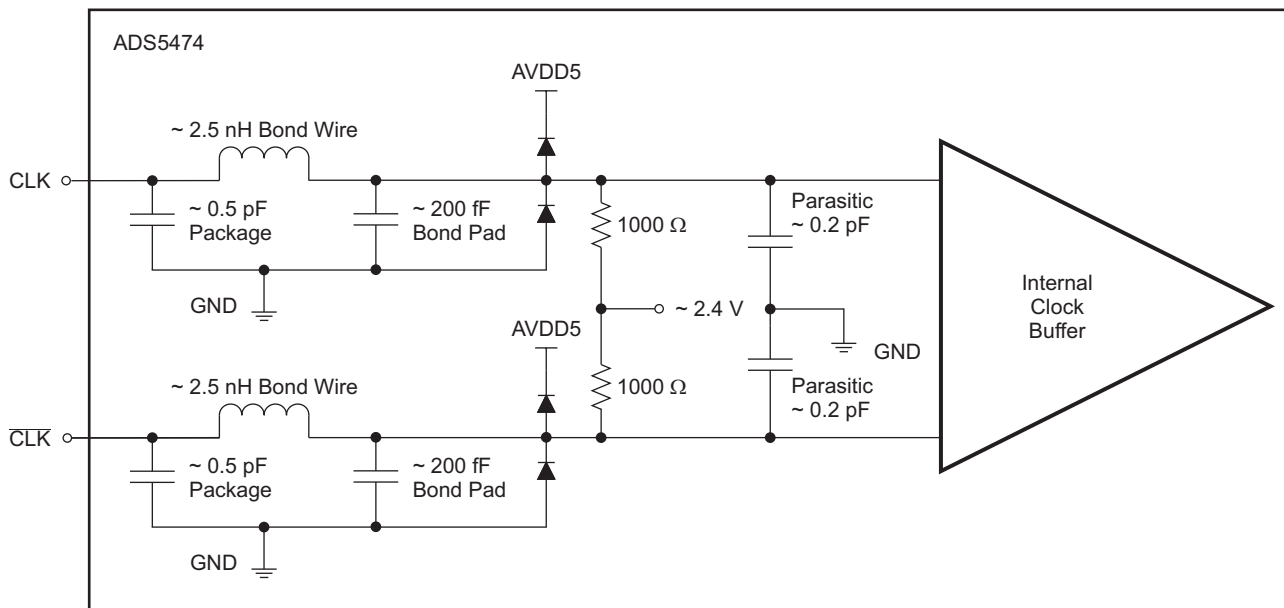 ADS5474
AVDD5
~ 2.5 nH Bond Wire
CLK
~ 0.5 pF
Package
~ 200 fF
Bond Pad
1000 Ω
Parasitic
~ 0.2 pF
GND
~ 2.4 V
Internal
Clock
Buffer
AVDD5
GND
~ 2.5 nH Bond Wire
1000 Ω
Parasitic
~ 0.2 pF
C̅L̅K̅
~ 0.5 pF
Package
~ 200 fF
Bond Pad
GND